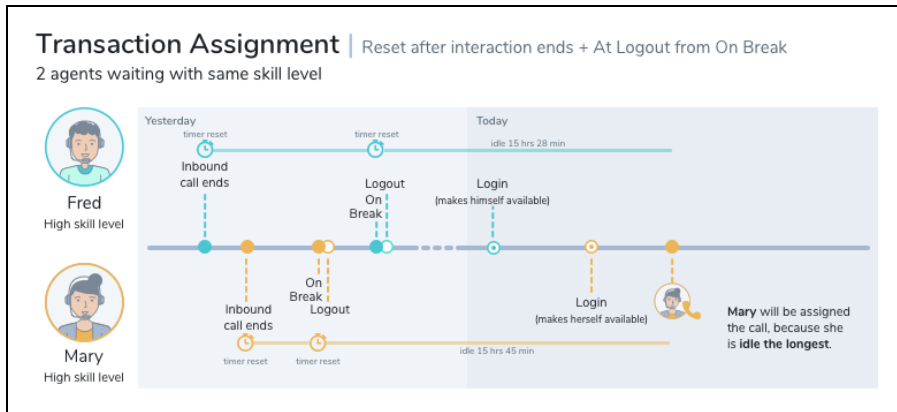 Transaction Assignment | Reset after interaction ends + At Logout from On Break
2 agents waiting with same skill level
Yesterday
Today
timer reset
timer reset
idle 15 hrs 28 min
Inbound
call ends
Logout
On
Break
Login
(makes himself available)
Fred
High skill level
On
Break
Logout
Inbound
call ends
Login
(makes herself available)
Mary will be assigned
the call, because she
is idle the longest.
timer reset
timer reset
idle 15 hrs 45 min
Mary
High skill level